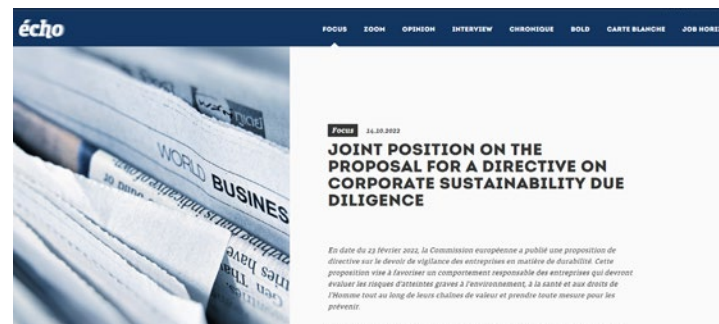 écho
FOCUS ZOOM OPINION INTERVIEW CHRONIQUE BOLD CARTE BLANCHE JOB HORI
WORLD BUSINES
Focus 24.10.2022
JOINT POSITION ON THE
PROPOSAL FOR A DIRECTIVE ON
CORPORATE SUSTAINABILITY DUE
DILIGENCE
En date du 23 février 2022, la Commission européenne a publié une proposition de
directive sur le devoir de vigilance des entreprises en matière de durabilité. Cette
proposition vise à favoriser un comportement responsable des entreprises qui devront
évaluer les risques d'atteintes graves à l'environnement, à la santé et aux droits de
l'Homme tout au long de leurs chaînes de valeur et prendre toute mesure pour les
prévenir.